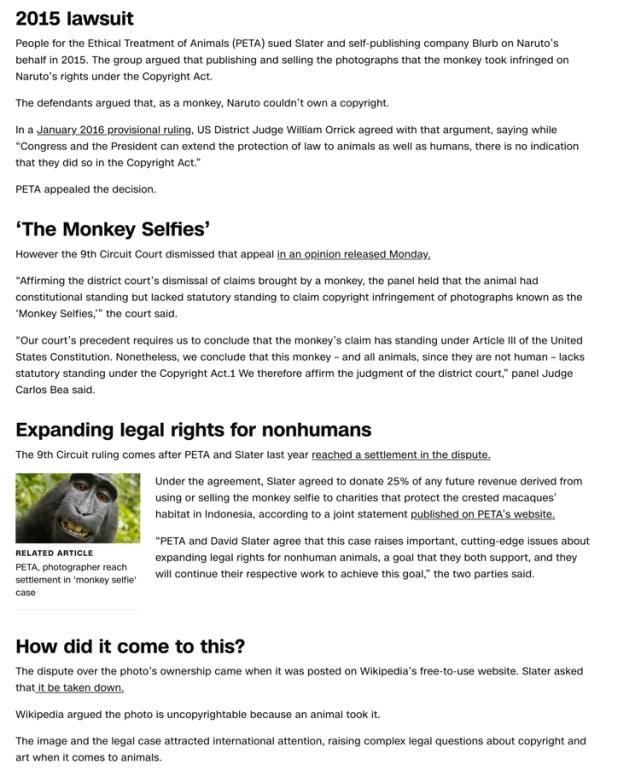 2015 lawsuit
People for the Ethical Treatment of Animals (PETA) sued Slater and self-publishing company Blurb on Naruto's
behalf in 2015. The group argued that publishing and selling the photographs that the monkey took infringed on
Naruto's rights under the Copyright Act.
The defendants argued that, as a monkey, Naruto couldn't own a copyright.
In a January 2016 provisional ruling, US District Judge William Orrick agreed with that argument, saying while
“Congress and the President can extend the protection of law to animals as well as humans, there is no indication
that they did so in the Copyright Act.”
PETA appealed the decision.
‘The Monkey Selfies’
However the 9th Circuit Court dismissed that appeal in an opinion released Monday.
“Affirming the district court's dismissal of claims brought by a monkey, the panel held that the animal had
constitutional standing but lacked statutory standing to claim copyright infringement of photographs known as the
‘Monkey Selfies,’” the court said.
“Our court's precedent requires us to conclude that the monkey's claim has standing under Article III of the United
States Constitution. Nonetheless, we conclude that this monkey – and all animals, since they are not human – lacks
statutory standing under the Copyright Act.1 We therefore affirm the judgment of the district court,” panel Judge
Carlos Bea said.
Expanding legal rights for nonhumans
The 9th Circuit ruling comes after PETA and Slater last year reached a settlement in the dispute.
Under the agreement, Slater agreed to donate 25% of any future revenue derived from
using or selling the monkey selfie to charities that protect the crested macaques'
habitat in Indonesia, according to a joint statement published on PETA's website.
“PETA and David Slater agree that this case raises important, cutting-edge issues about
expanding legal rights for nonhuman animals, a goal that they both support, and they
will continue their respective work to achieve this goal,” the two parties said.
RELATED ARTICLE
PETA, photographer reach
settlement in 'monkey selfie'
case
How did it come to this?
The dispute over the photo's ownership came when it was posted on Wikipedia's free-to-use website. Slater asked
that it be taken down.
Wikipedia argued the photo is uncopyrightable because an animal took it.
The image and the legal case attracted international attention, raising complex legal questions about copyright and
art when it comes to animals.